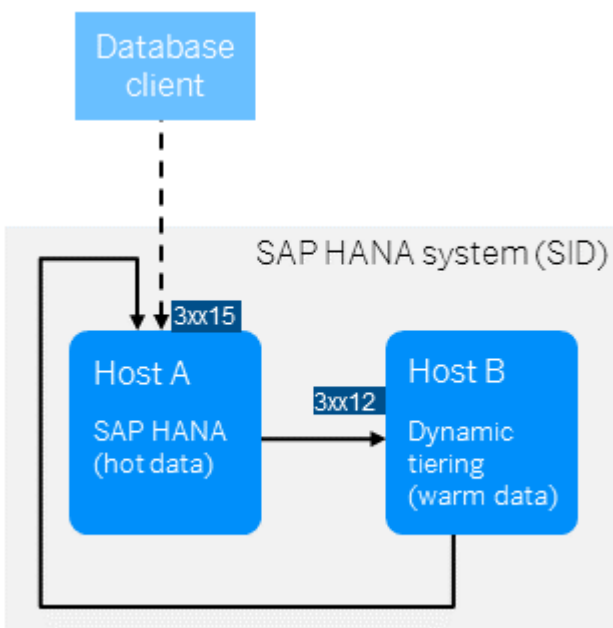 Database
client
SAP HANA system (SID)
3xx15
Host A
SAP HANA
(hot data)
3xx12
Host B
Dynamic
tiering
(warm data)